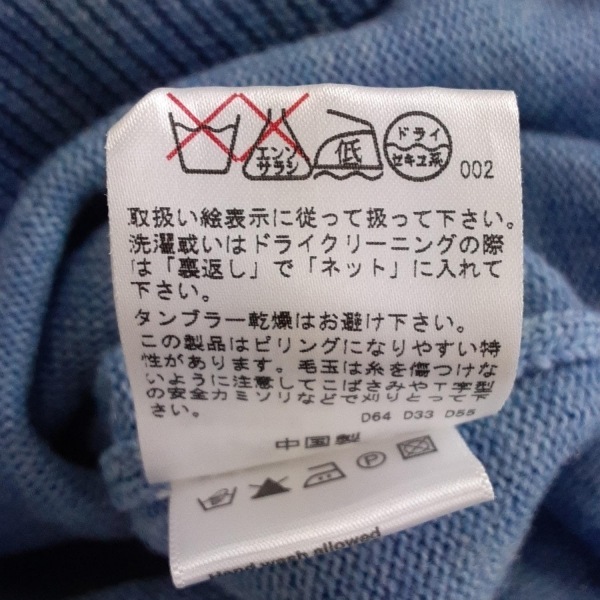 エンソ
サラシ
低
ドライ
セキユ系
002
取扱い絵表示に従って扱って下さい。
洗濯或いはドライクリーニングの際
は「裏返し」で「ネット」に入れて
下さい。
タンブラー乾燥はお避け下さい。
この製品はピリングになりやすい特
性があります。毛玉は糸を傷つけな
いように注意してこばさみやT字型
の安全カミソリなどで刈りとって下
さい。
D64 D33 D55
中国製
P
Hand wash allowed